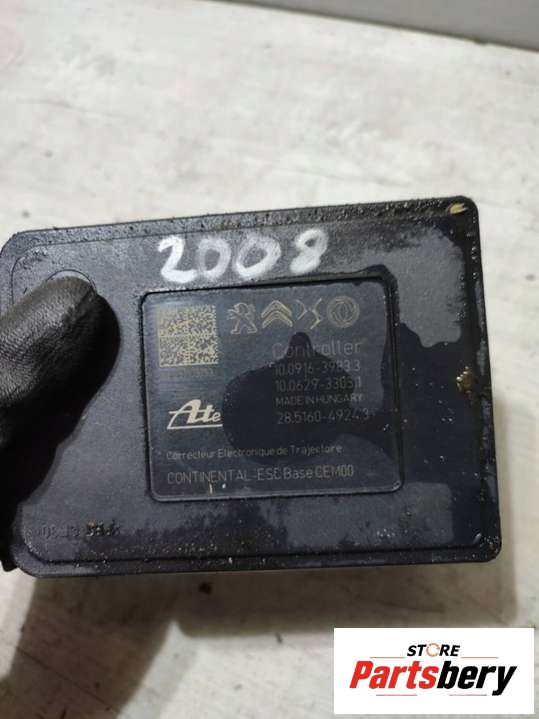 2008
Controller
10.0916-3983.3
10.0629-3303.1
MADE IN HUNGARY
28.5160-4924.3
Ate
Correcteur Electronique de Trajectoire
CONTINENTAL-ESC Base CEM00
STORE
Partsbery